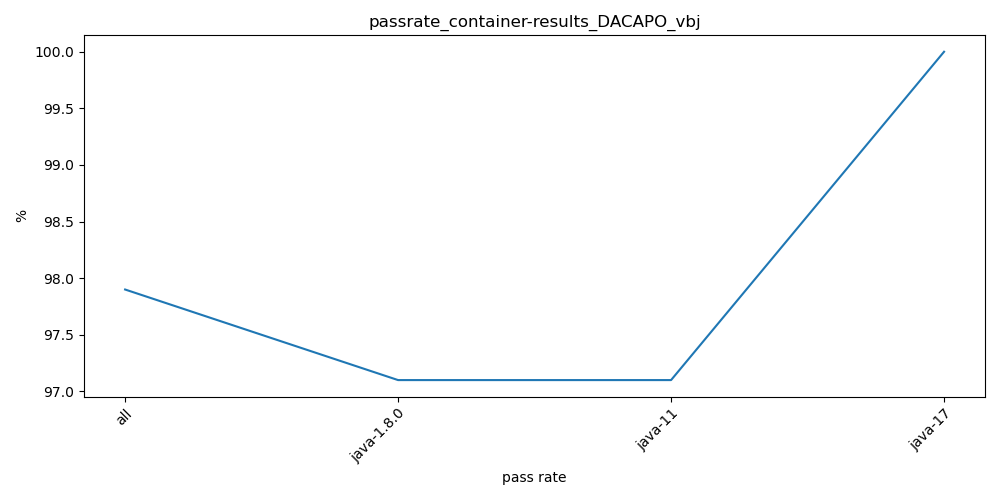 passrate_container-results_DACAPO_vbj
100.0
99.5
99.0
98.5
98.0
97.5
97.0
%
all
java-1.8.0
java-11
java-17
pass rate